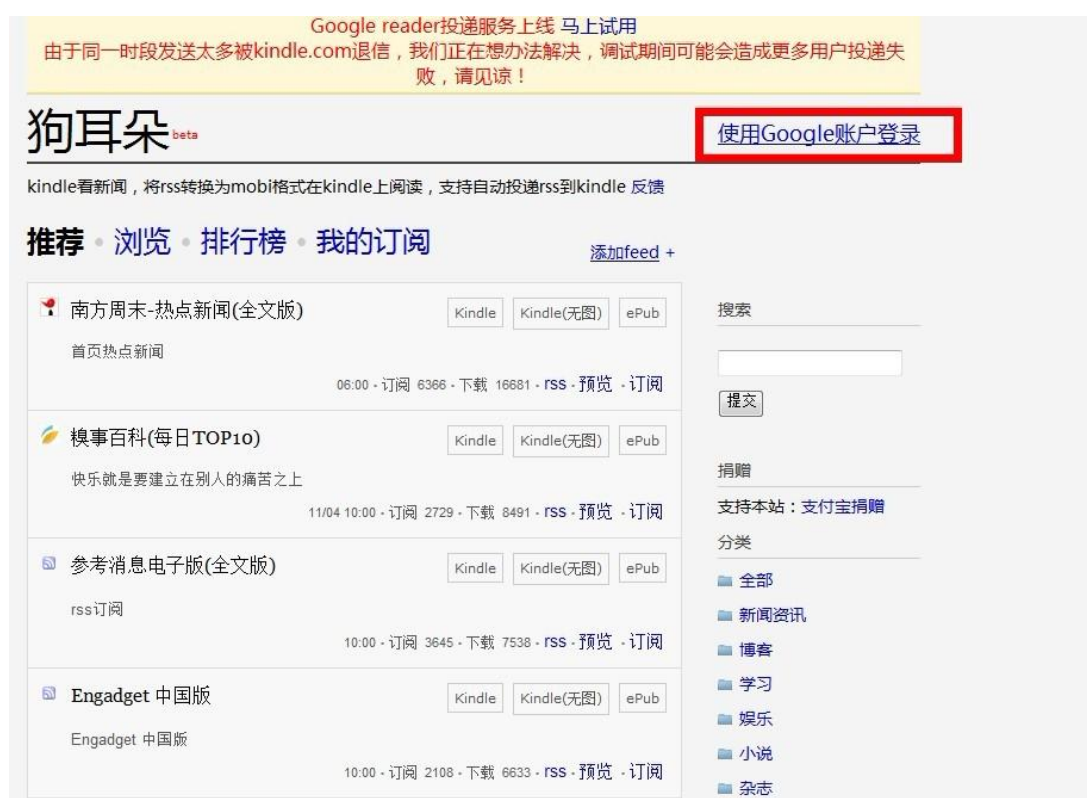 Google reader投递服务上线 马上试用
由于同一时段发送太多被kindle.com退信，我们正在想办法解决，调试期间可能会造成更多用户投递失
败，请见谅！
狗耳朵beta
使用Google账户登录
kindle看新闻，将rss转换为mobi格式在kindle上阅读，支持自动投递rss到kindle 反馈
推荐 • 浏览 • 排行榜 • 我的订阅
添加feed +
南方周末-热点新闻(全文版)
Kindle Kindle(无图) ePub
首页热点新闻
06:00 - 订阅 6366 - 下载 16681 - rss - 预览 - 订阅
糗事百科(每日TOP10)
Kindle Kindle(无图) ePub
快乐就是要建立在别人的痛苦之上
11/04 10:00 - 订阅 2729 - 下载 8491 - rss - 预览 - 订阅
参考消息电子版(全文版)
Kindle Kindle(无图) ePub
rss订阅
10:00 - 订阅 3645 - 下载 7538 - rss - 预览 - 订阅
Engadget 中国版
Kindle Kindle(无图) ePub
Engadget 中国版
10:00 - 订阅 2108 - 下载 6633 - rss - 预览 - 订阅
搜索
提交
捐赠
支持本站：支付宝捐赠
分类
全部
新闻资讯
博客
学习
娱乐
小说
杂志